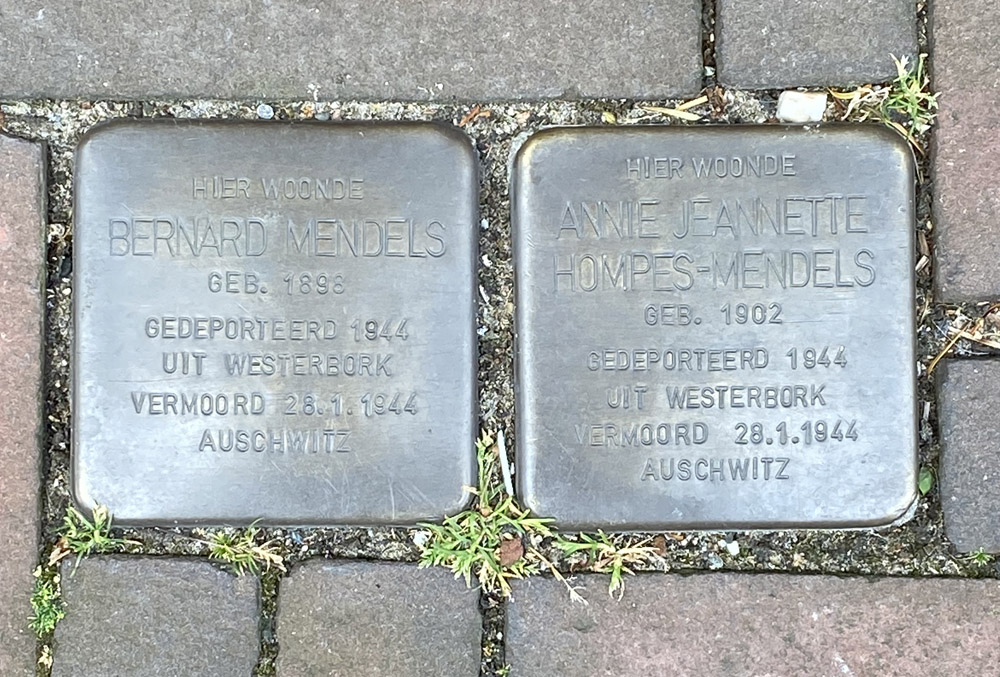 HIER WOONDE
BERNARD MENDELS
GEB. 1898
GEDEPORTEERD 1944
UIT WESTERBORK
VERMOORD 28.1.1944
AUSCHWITZ
HIER WOONDE
ANNIE JEANNETTE
HOMPES-MENDELS
GEB. 1902
GEDEPORTEERD 1944
UIT WESTERBORK
VERMOORD 28.1.1944
AUSCHWITZ